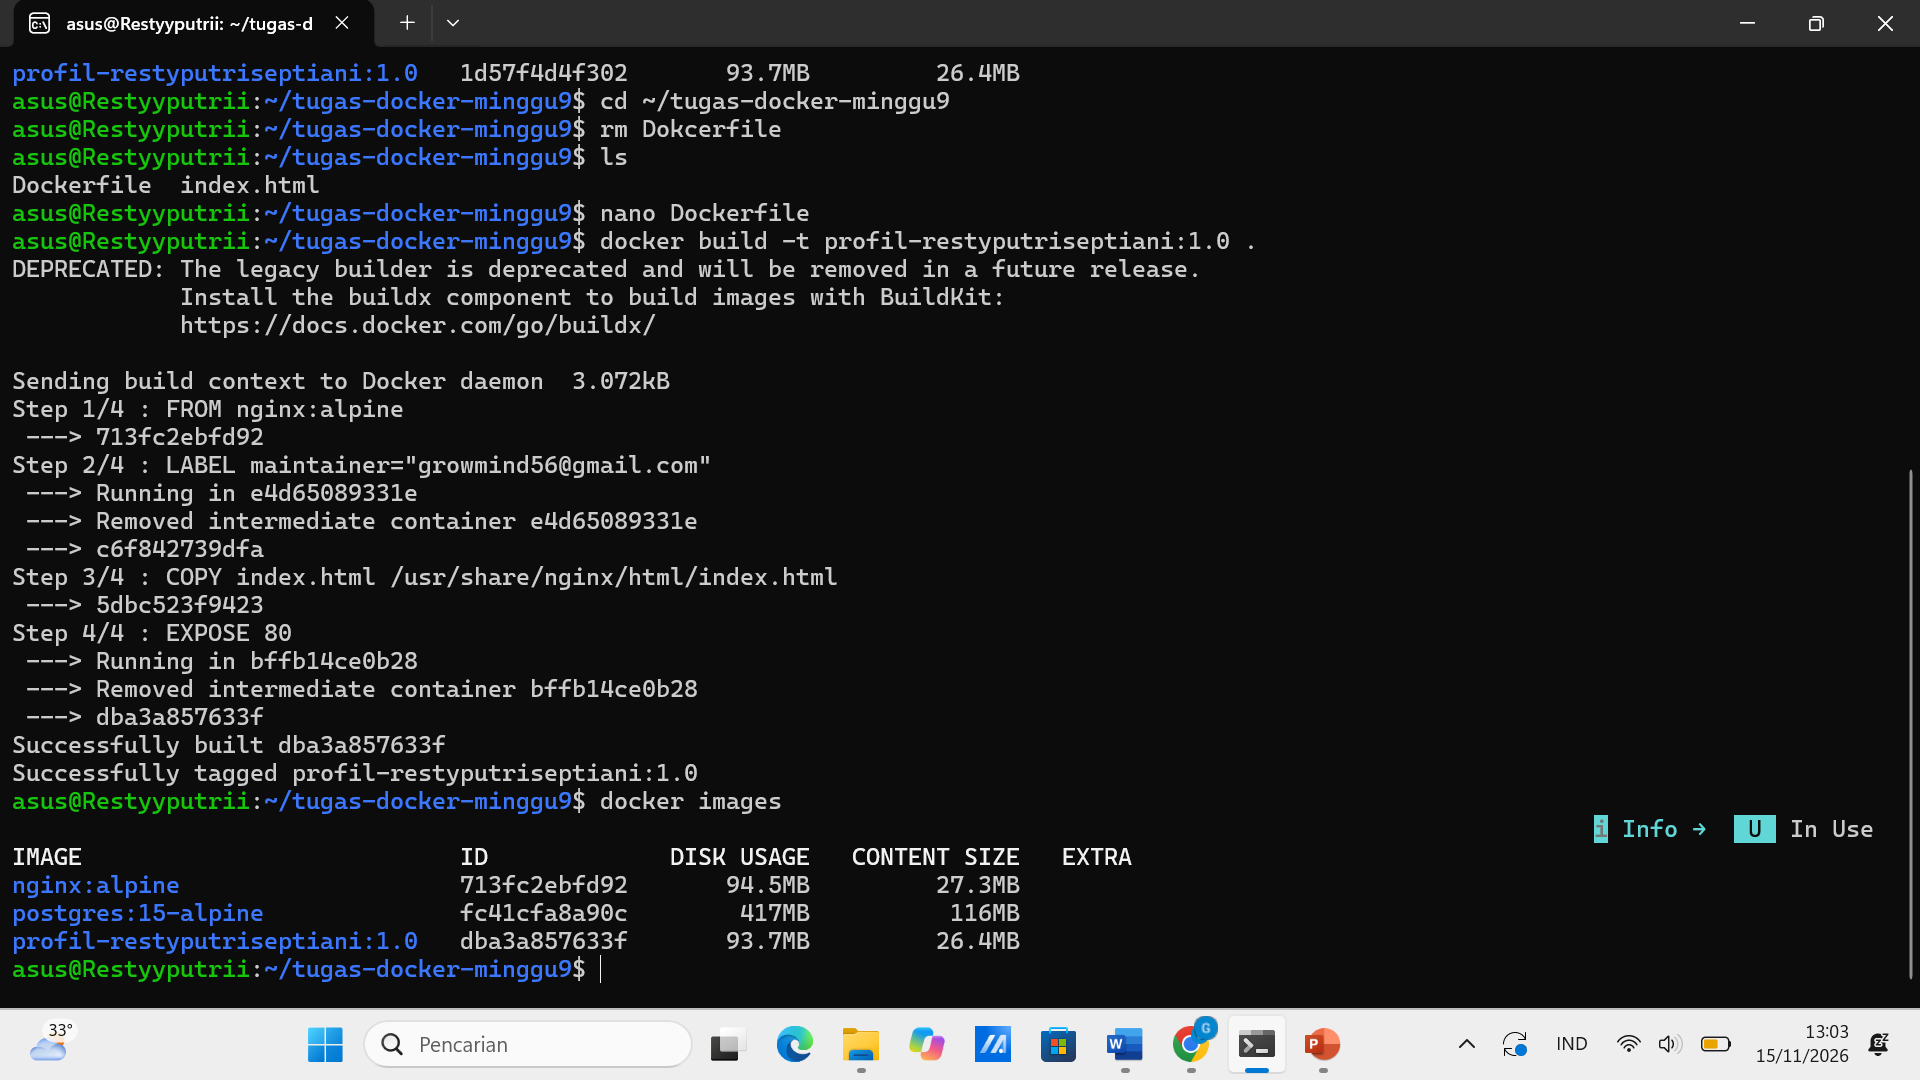 asus@Restyyputrii: ~/tugas-d
profil-restyputriseptiani:1.0   1d57f4d4f302       93.7MB         26.4MB
asus@Restyyputrii:~/tugas-docker-minggu9$ cd ~/tugas-docker-minggu9
asus@Restyyputrii:~/tugas-docker-minggu9$ rm Dokcerfile
asus@Restyyputrii:~/tugas-docker-minggu9$ ls
Dockerfile  index.html
asus@Restyyputrii:~/tugas-docker-minggu9$ nano Dockerfile
asus@Restyyputrii:~/tugas-docker-minggu9$ docker build -t profil-restyputriseptiani:1.0 .
DEPRECATED: The legacy builder is deprecated and will be removed in a future release.
            Install the buildx component to build images with BuildKit:
            https://docs.docker.com/go/buildx/
Sending build context to Docker daemon  3.072kB
Step 1/4 : FROM nginx:alpine
 ---> 713fc2ebfd92
Step 2/4 : LABEL maintainer="growmind56@gmail.com"
 ---> Running in e4d65089331e
 ---> Removed intermediate container e4d65089331e
 ---> c6f842739dfa
Step 3/4 : COPY index.html /usr/share/nginx/html/index.html
 ---> 5dbc523f9423
Step 4/4 : EXPOSE 80
 ---> Running in bffb14ce0b28
 ---> Removed intermediate container bffb14ce0b28
 ---> dba3a857633f
Successfully built dba3a857633f
Successfully tagged profil-restyputriseptiani:1.0
asus@Restyyputrii:~/tugas-docker-minggu9$ docker images
i Info →   U  In Use
IMAGE                           ID             DISK USAGE   CONTENT SIZE   EXTRA
nginx:alpine                    713fc2ebfd92       94.5MB         27.3MB
postgres:15-alpine              fc41cfa8a90c        417MB          116MB
profil-restyputriseptiani:1.0   dba3a857633f       93.7MB         26.4MB
asus@Restyyputrii:~/tugas-docker-minggu9$
33°
Pencarian
G
W
P
IND
13:03
15/11/2026